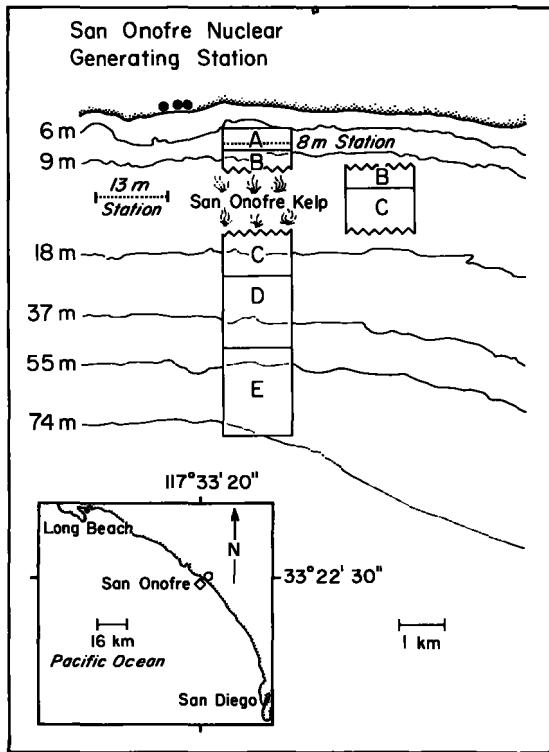 San Onofre Nuclear
Generating Station
6 m
A
8 m Station
9 m
B
B
13 m
Station
San Onofre Kelp
C
18 m
C
D
37 m
55 m
E
74 m
117° 33' 20"
Long Beach
N
San Onofre
33° 22' 30"
16 km
1 km
Pacific Ocean
San Diego